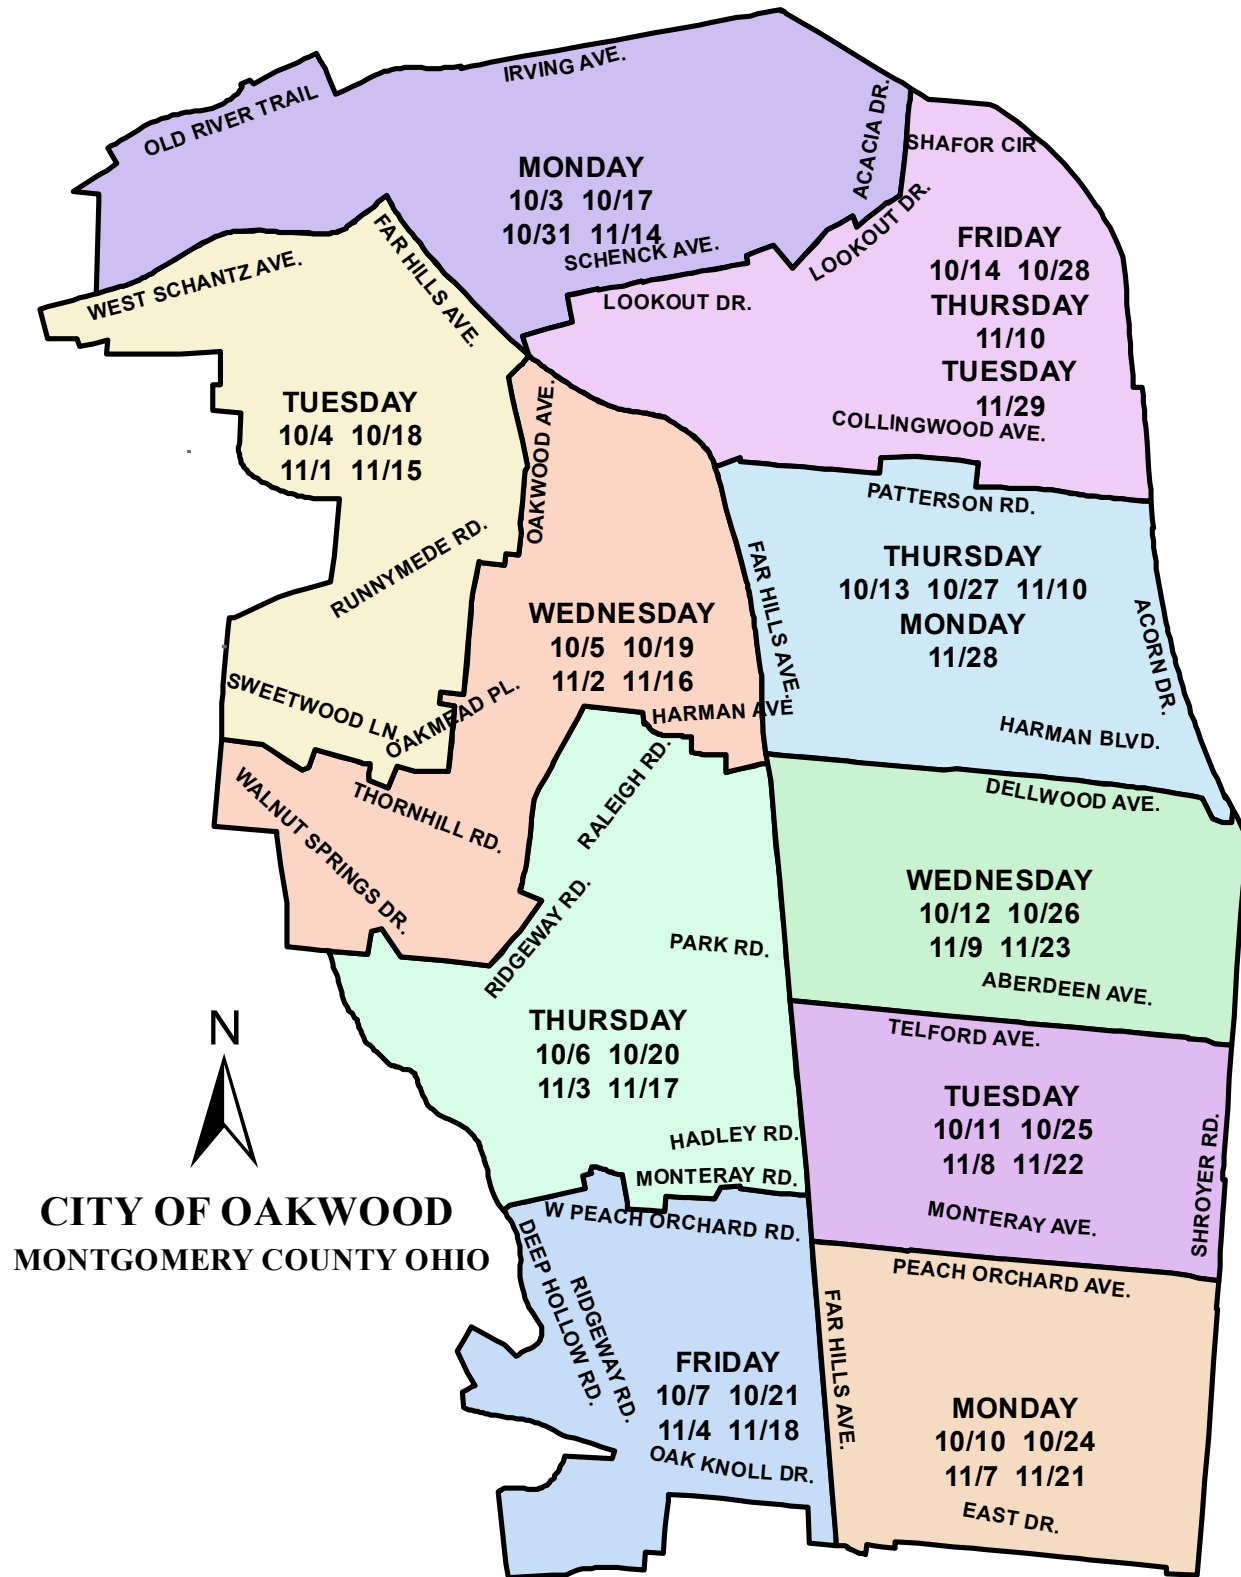 IRVING AVE.
OLD RIVER TRAIL
ACACIA DR.
MONDAY
10/3 10/17
10/31 11/14
SCHENCK AVE.
SHAFOR CIR
LOOKOUT DR.
LOOKOUT DR.
FRIDAY
10/14 10/28
THURSDAY
11/10
TUESDAY
11/29
COLLINGWOOD AVE.
WEST SCHANTZ AVE.
FAR HILLS AVE.
TUESDAY
10/4 10/18
11/1 11/15
RUNNYMEDE RD.
SWEETWOOD LN.
OAKWOOD AVE.
WEDNESDAY
10/5 10/19
11/2 11/16
OAKMEAD PL.
HARMAN AVE
THORNHILL RD.
WALNUT SPRINGS DR.
PATTERSON RD.
THURSDAY
10/13 10/27 11/10
MONDAY
11/28
FAR HILLS AVE.
E
ACORN DR.
HARMAN BLVD.
DELLWOOD AVE.
WEDNESDAY
10/12 10/26
11/9 11/23
ABERDEEN AVE.
RALEIGH RD.
RIDGEWAY RD.
PARK RD.
THURSDAY
10/6 10/20
11/3 11/17
HADLEY RD.
MONTERAY RD.
TELFORD AVE.
TUESDAY
10/11 10/25
11/8 11/22
MONTERAY AVE.
SHROYER RD.
N
CITY OF OAKWOOD
MONTGOMERY COUNTY OHIO
W PEACH ORCHARD RD.
DEEP HOLLOW RD.
RIDGEWAY RD.
FRIDAY
10/7 10/21
11/4 11/18
OAK KNOLL DR.
FAR HILLS AVE.
PEACH ORCHARD AVE.
MONDAY
10/10 10/24
11/7 11/21
EAST DR.